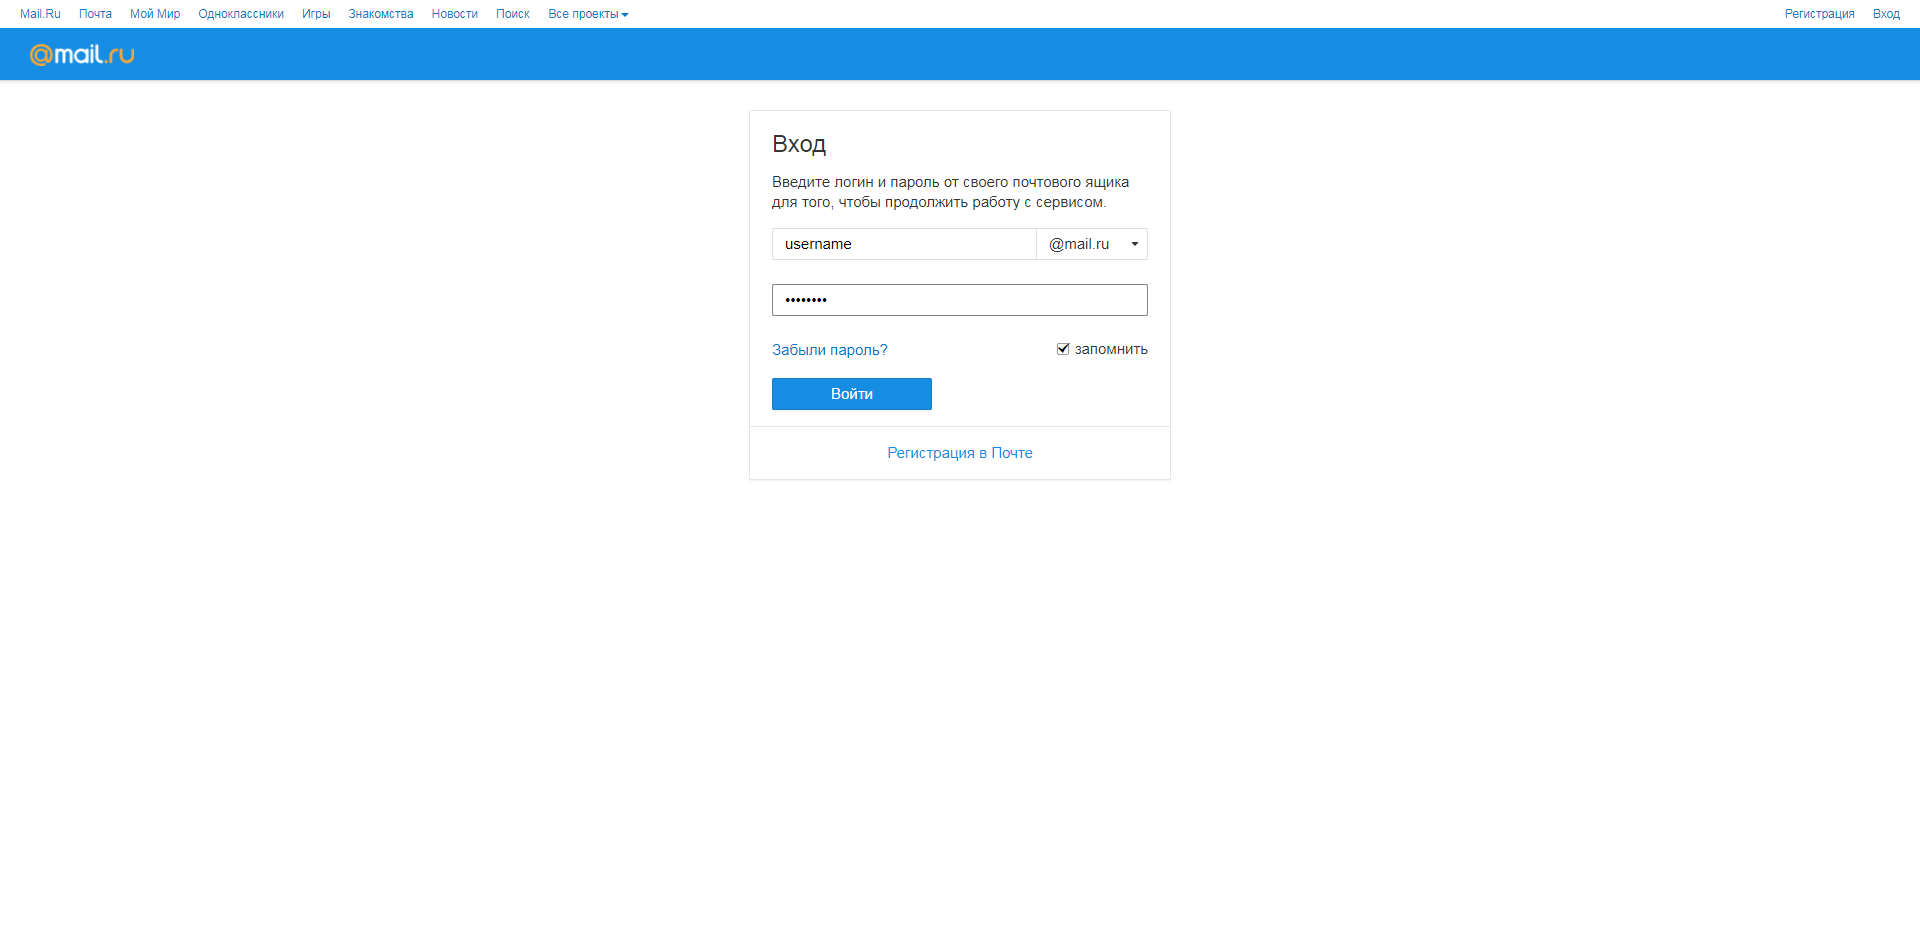 Mail.Ru Почта Мой Мир Одноклассники Игры Знакомства Новости Поиск Все проекты Регистрация Вход
@mail.ru
Вход
Введите логин и пароль от своего почтового ящика
для того, чтобы продолжить работу с сервисом.
username @mail.ru
••••••••
Забыли пароль? запомнить
Войти
Регистрация в Почте